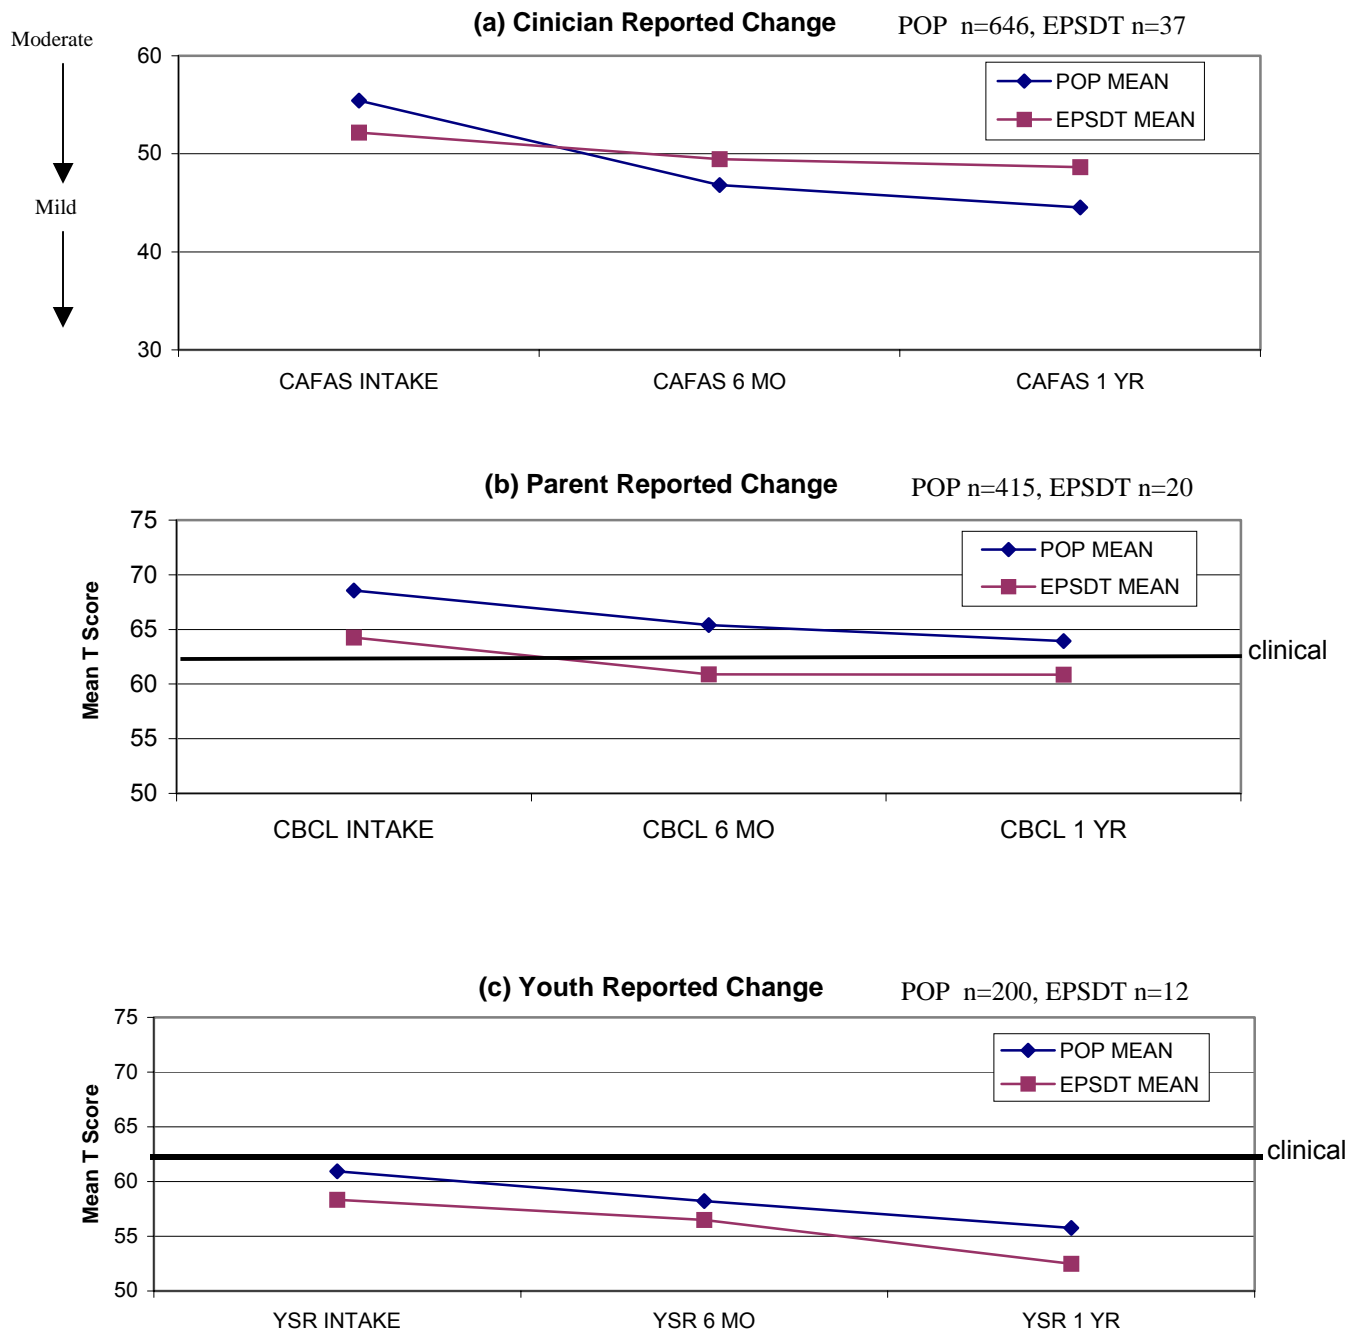 (a) Cinician Reported Change
POP n=646, EPSDT n=37
Moderate
Mild
60
50
40
30
POP MEAN
EPSDT MEAN
CAFAS INTAKE
CAFAS 6 MO
CAFAS 1 YR
(b) Parent Reported Change
POP n=415, EPSDT n=20
Mean T Score
75
70
65
60
55
50
POP MEAN
EPSDT MEAN
clinical
CBCL INTAKE
CBCL 6 MO
CBCL 1 YR
(c) Youth Reported Change
POP n=200, EPSDT n=12
Mean T Score
75
70
65
60
55
50
POP MEAN
EPSDT MEAN
clinical
YSR INTAKE
YSR 6 MO
YSR 1 YR